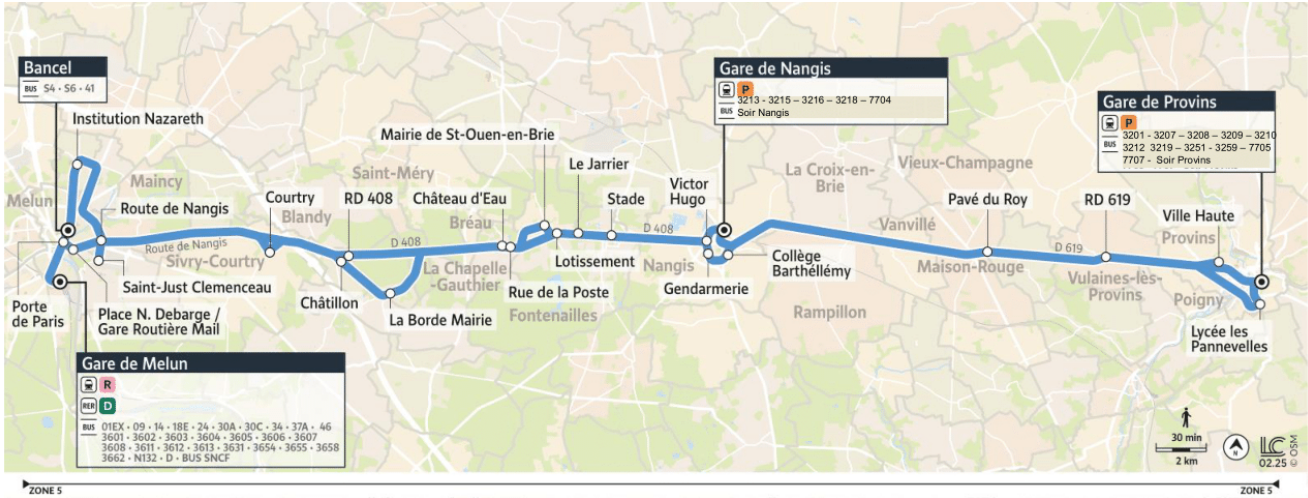 Bancel
BUS S4 • S6 • 41
Institution Nazareth
Melun
Maincy
Route de Nangis
Route de Nangis
Sivry-Courtry
Saint-Just Clemenceau
Porte
de Paris
Place N. Debarge /
Gare Routière Mail
Gare de Melun
R
RER D
BUS 01EX • 09 • 14 • 18E • 24 • 30A • 30C • 34 • 37A • 46
3601 • 3602 • 3603 • 3604 • 3605 • 3606 • 3607
3608 • 3611 • 3612 • 3613 • 3631 • 3654 • 3655 • 3658
3662 • N132 • D • BUS SNCF
Courtry
Blandy
Saint-Méry
RD 408
Châtillon
D 408
La Borde Mairie
Mairie de St-Ouen-en-Brie
Château d'Eau
Bréau
La Chapelle
-Gauthier
Rue de la Poste
Fontenailles
Le Jarrier
Lotissement
Stade
D 408
Victor
Hugo
Nangis
Gendarmerie
Gare de Nangis
P
3213 - 3215 – 3216 – 3218 – 7704
BUS Soir Nangis
Collège
Barthéllémy
La Croix-en-
Brie
Rampillon
Vieux-Champagne
Vanvillé
Maison-Rouge
Pavé du Roy
D 619
RD 619
Vulaines-lès-
Provins
Gare de Provins
P
3201 - 3207 – 3208 – 3209 – 3210
BUS 3212 3219 – 3251 - 3259 – 7705
7707 - Soir Provins
Ville Haute
Provins
Poigny
Lycée les
Pannevelles
30 min
2 km
N
LC
02.25 © OSM
ZONE 5
ZONE 5